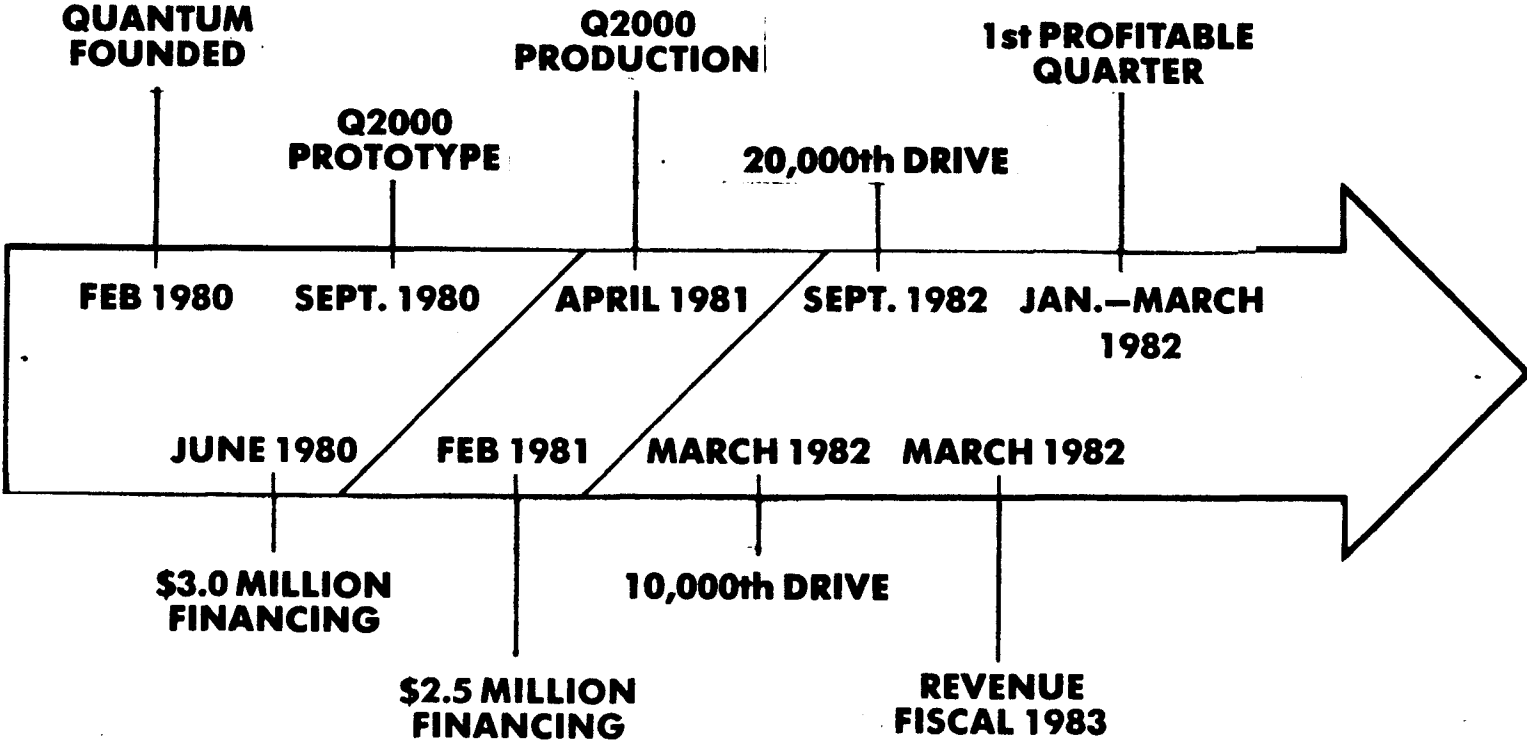 QUANTUM
FOUNDED
Q2000
PRODUCTION
1st PROFITABLE
QUARTER
Q2000
PROTOTYPE
20,000th DRIVE
FEB 1980
SEPT. 1980
APRIL 1981
SEPT. 1982
JAN.–MARCH
1982
JUNE 1980
FEB 1981
MARCH 1982
MARCH 1982
$3.0 MILLION
FINANCING
10,000th DRIVE
$2.5 MILLION
FINANCING
REVENUE
FISCAL 1983